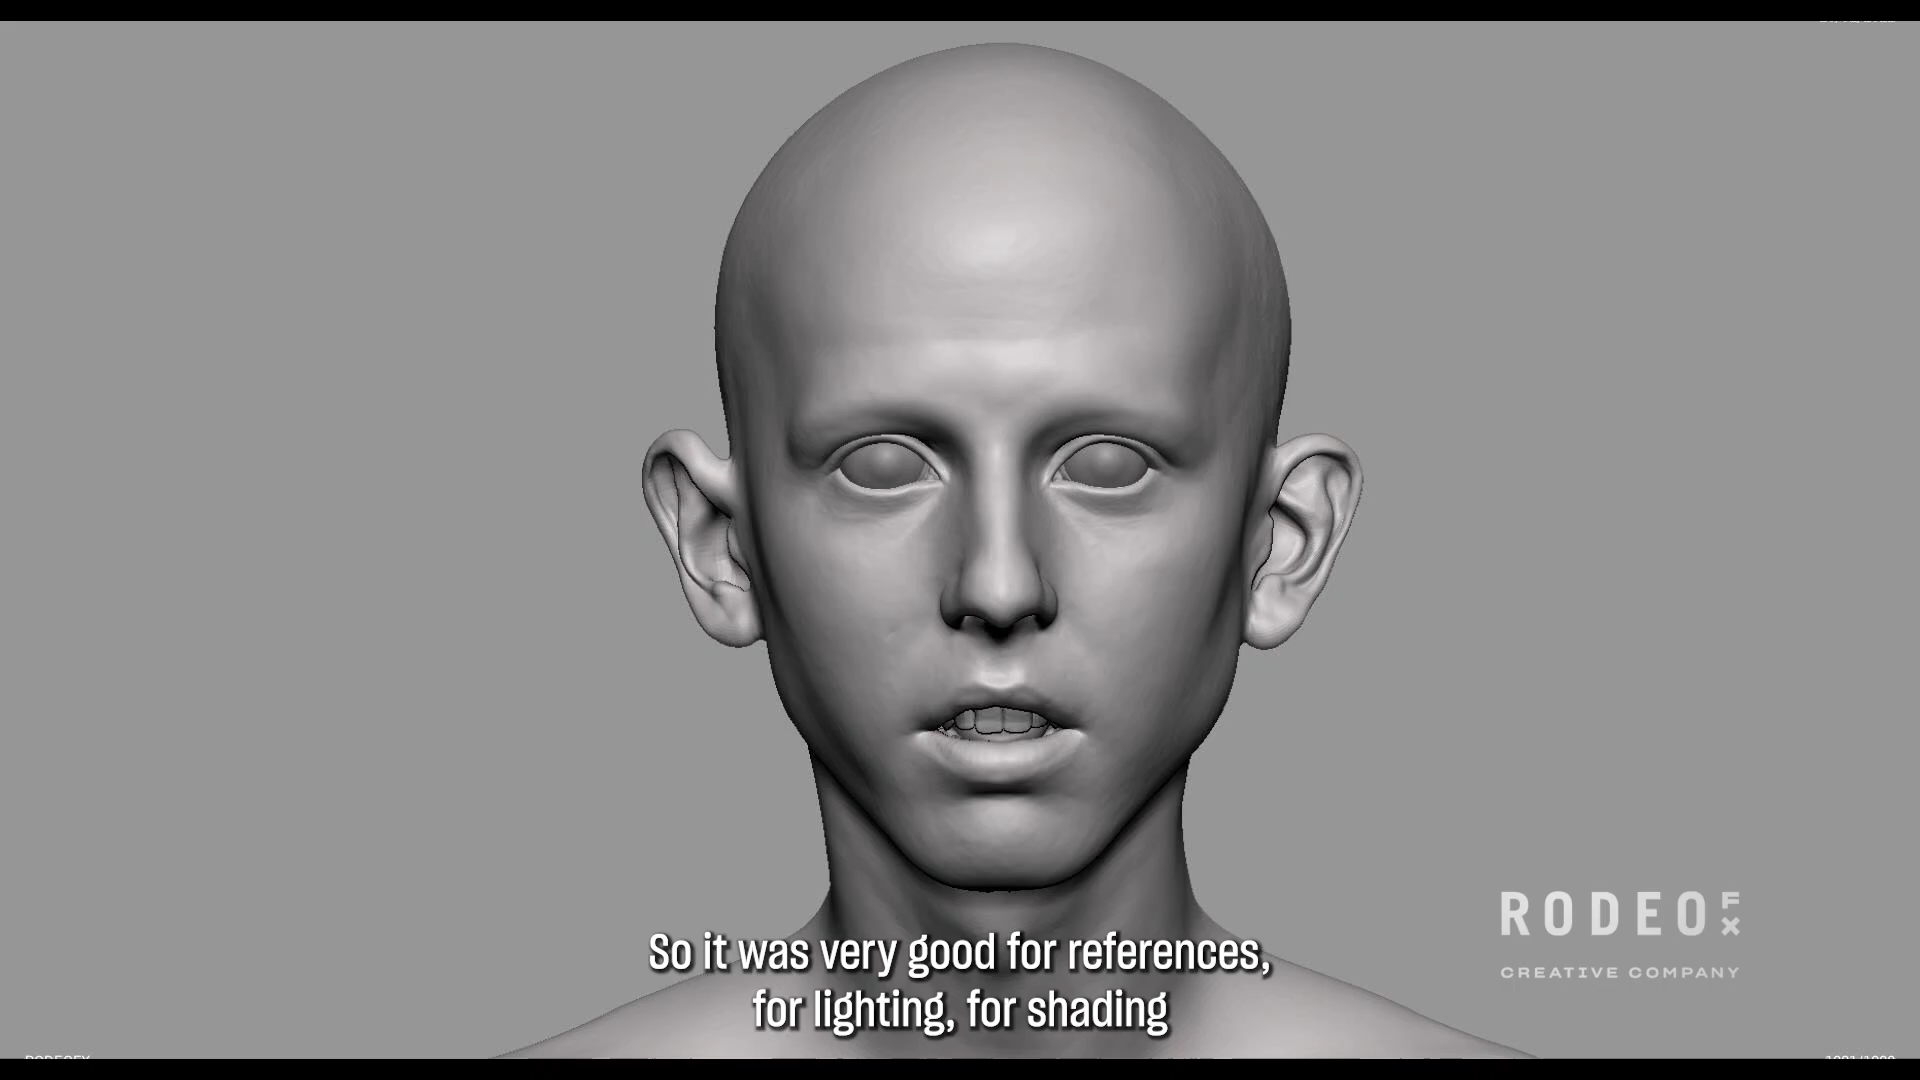 RODEO FX
CREATIVE COMPANY
So it was very good for references,
for lighting, for shading